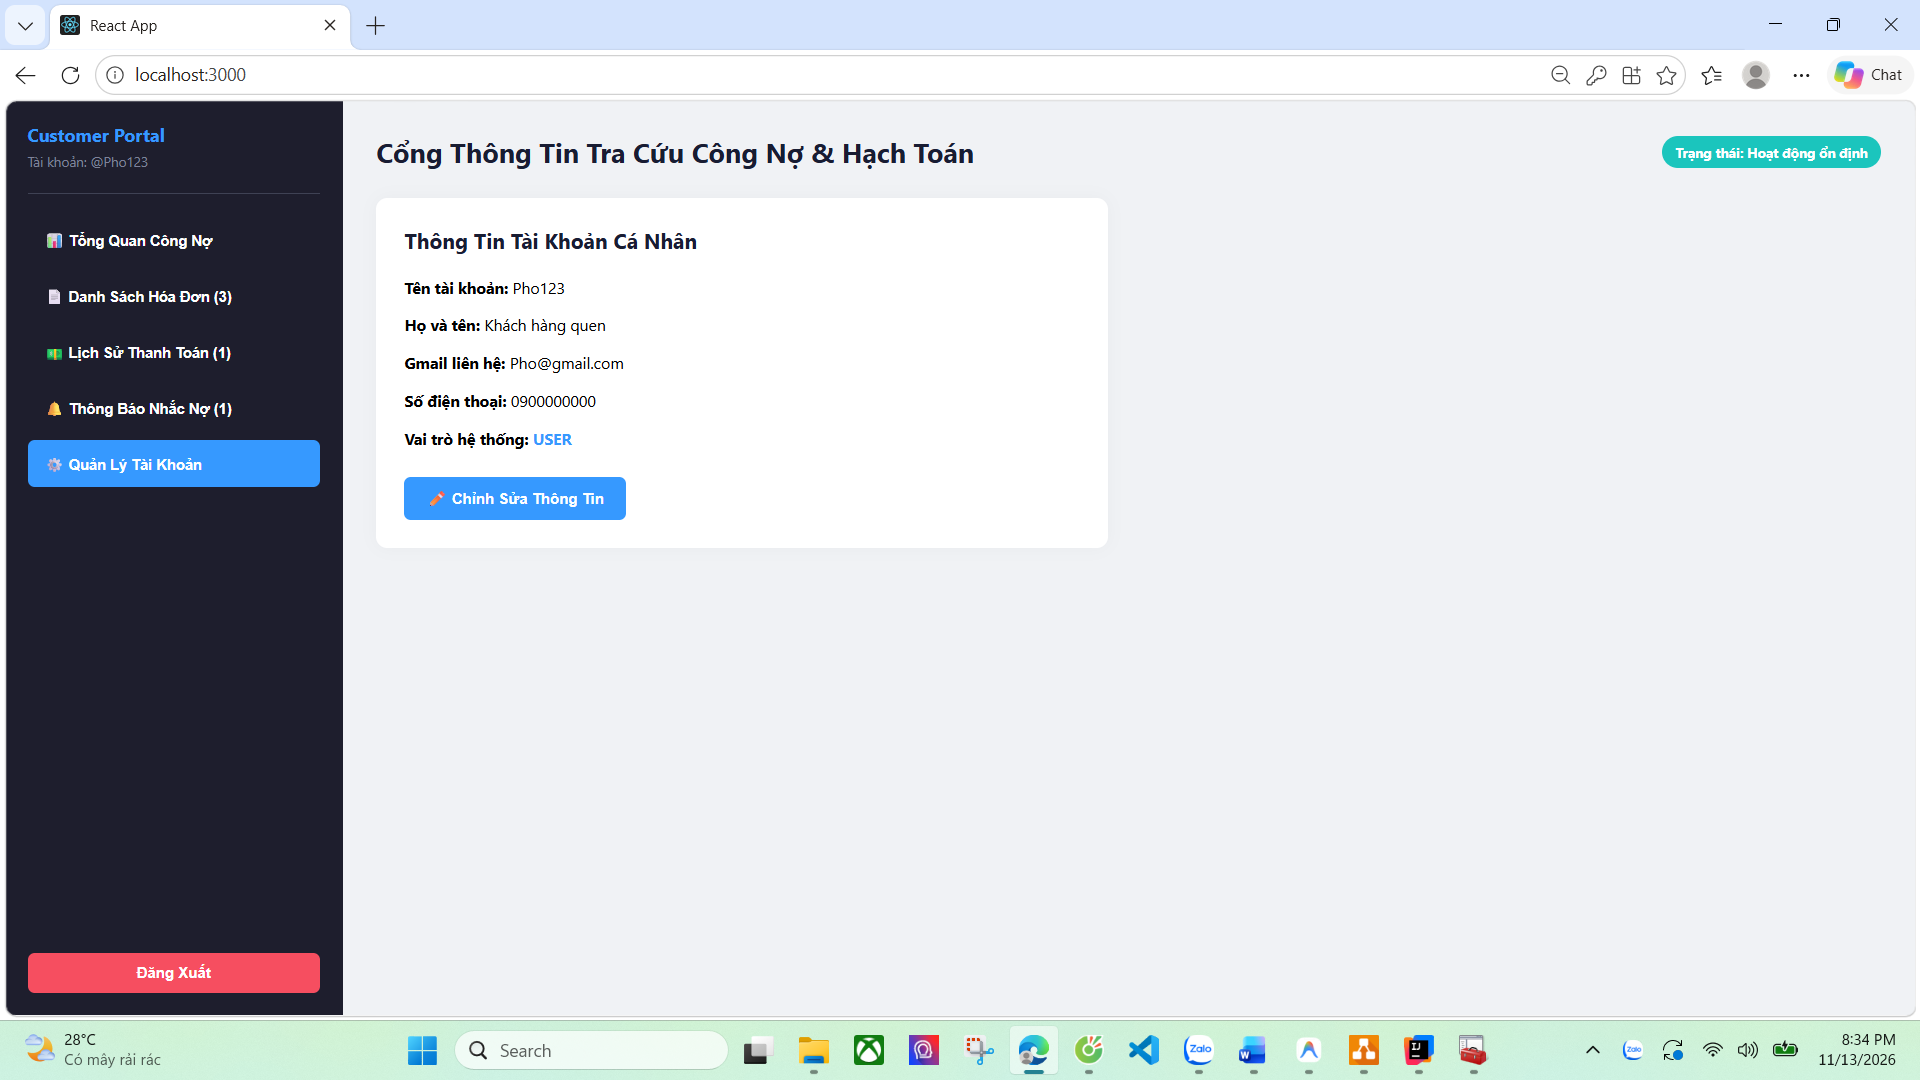 React App
localhost:3000
Chat
Customer Portal
Tài khoản: @Pho123
Tổng Quan Công Nợ
Danh Sách Hóa Đơn (3)
Lịch Sử Thanh Toán (1)
Thông Báo Nhắc Nợ (1)
Quản Lý Tài Khoản
Đăng Xuất
Cổng Thông Tin Tra Cứu Công Nợ & Hạch Toán
Trạng thái: Hoạt động ổn định
Thông Tin Tài Khoản Cá Nhân
Tên tài khoản: Pho123
Họ và tên: Khách hàng quen
Gmail liên hệ: Pho@gmail.com
Số điện thoại: 0900000000
Vai trò hệ thống: USER
Chỉnh Sửa Thông Tin
28°C
Có mây rải rác
Search
Zalo
W
IJ
Zalo
8:34 PM
11/13/2026